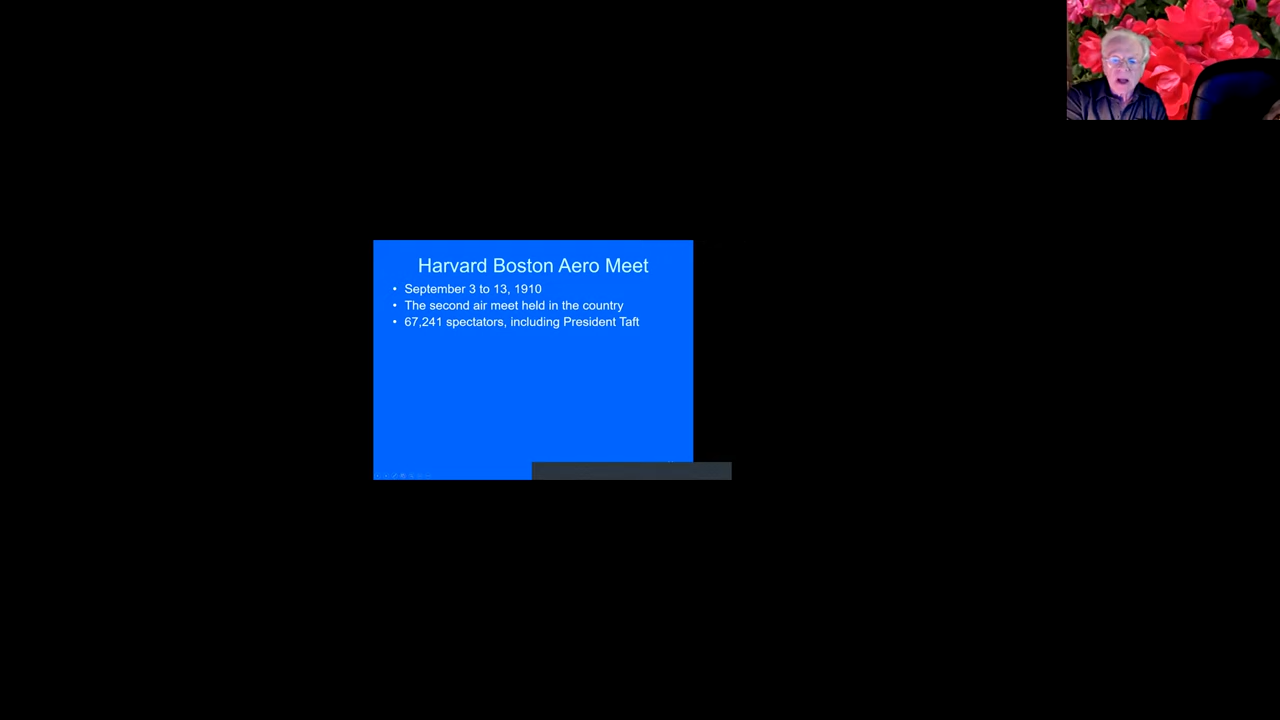 Harvard Boston Aero Meet
• September 3 to 13, 1910
• The second air meet held in the country
• 67,241 spectators, including President Taft